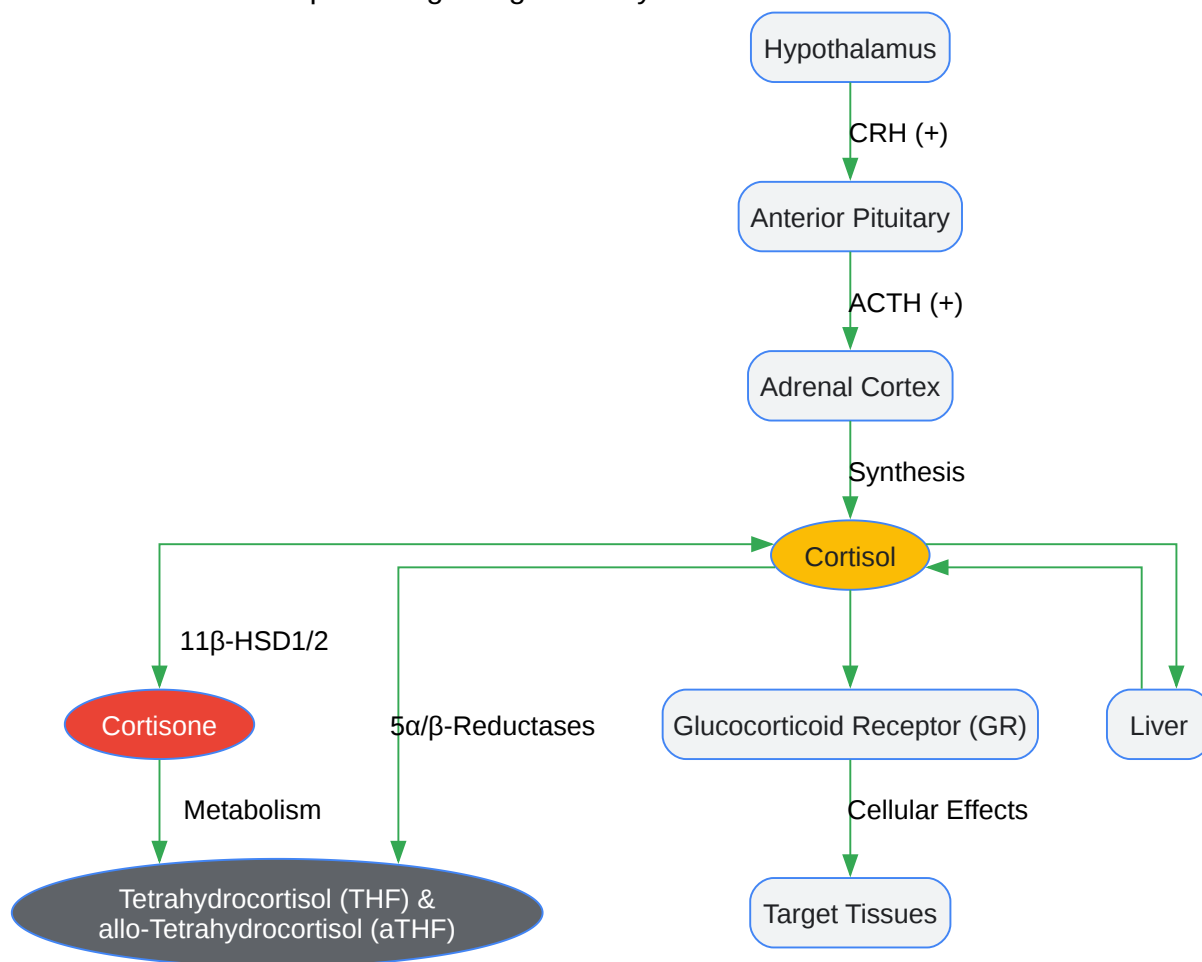 Hypothalamus
CRH (+)
Anterior Pituitary
ACTH (+)
Adrenal Cortex
Synthesis
Cortisol
11β-HSD1/2
Cortisone
5α/β-Reductases
Glucocorticoid Receptor (GR)
Liver
Metabolism
Cellular Effects
Tetrahydrocortisol (THF) &
allo-Tetrahydrocortisol (aTHF)
Target Tissues